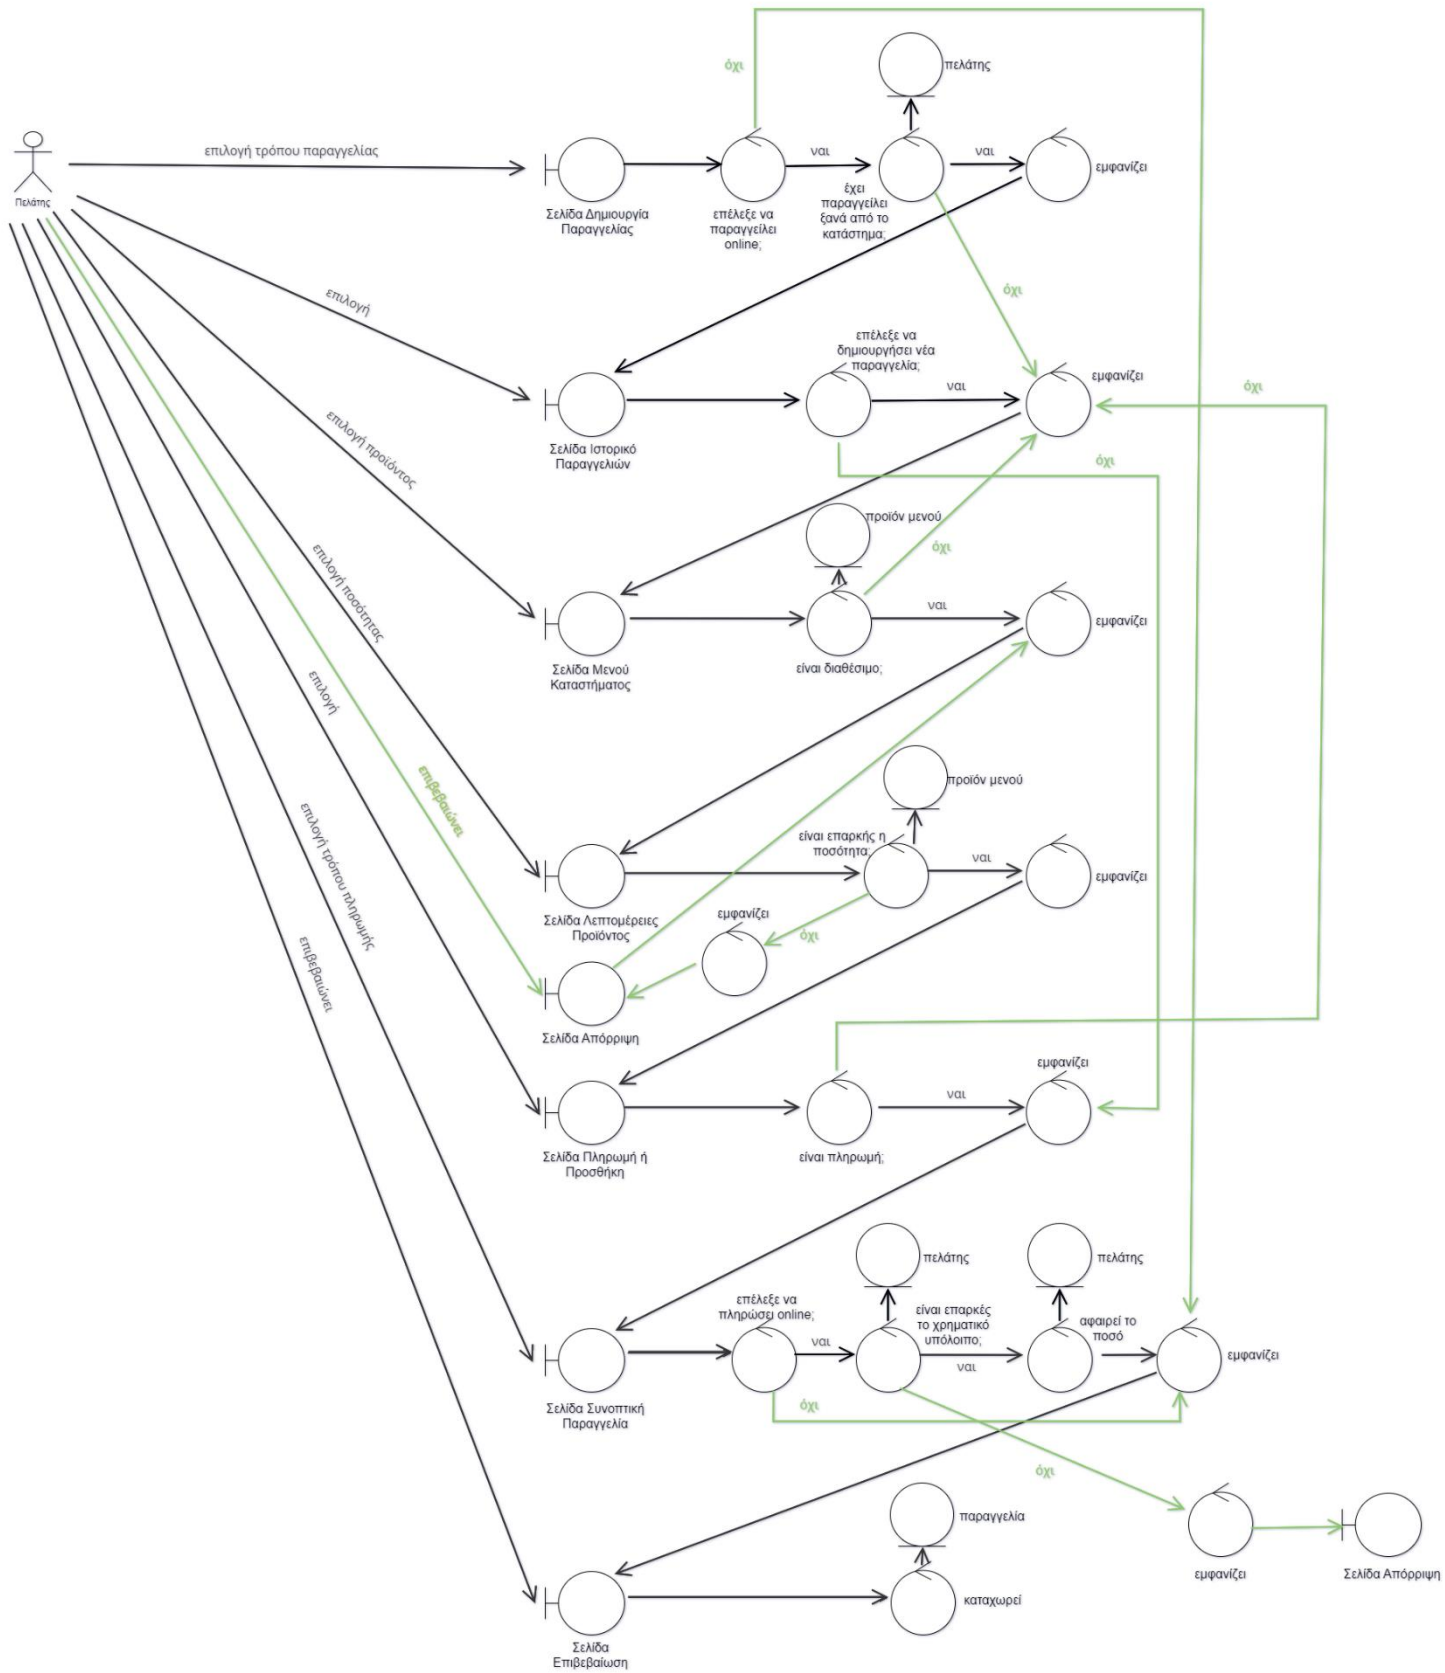 όχι
πελάτης
Πελάτης
επιλογή τρόπου παραγγελίας
ναι
ναι
εμφανίζει
Σελίδα Δημιουργία
Παραγγελίας
επέλεξε να
παραγγείλει
online;
έχει
παραγγείλει
ξανά από το
κατάστημα;
όχι
επιλογή
επέλεξε να
δημιουργήσει νέα
παραγγελία;
ναι
εμφανίζει
όχι
Σελίδα Ιστορικό
Παραγγελιών
όχι
επιλογή προϊόντος
προϊόν μενού
όχι
επιλογή ποσότητας
ναι
εμφανίζει
Σελίδα Μενού
Καταστήματος
είναι διαθέσιμο;
επιλογή
επιβεβαιώνει
προϊόν μενού
είναι επαρκής η
ποσότητα;
ναι
εμφανίζει
επιλογή τρόπου πληρωμής
Σελίδα Λεπτομέρειες
Προϊόντος
εμφανίζει
όχι
επιβεβαιώνει
Σελίδα Απόρριψη
εμφανίζει
ναι
Σελίδα Πληρωμή ή
Προσθήκη
είναι πληρωμή;
πελάτης
πελάτης
επέλεξε να
πληρώσει online;
είναι επαρκές
το χρηματικό
υπόλοιπο;
αφαιρεί το
ποσό
ναι
ναι
εμφανίζει
Σελίδα Συνοπτική
Παραγγελία
όχι
όχι
παραγγελία
εμφανίζει
Σελίδα Απόρριψη
καταχωρεί
Σελίδα
Επιβεβαίωση